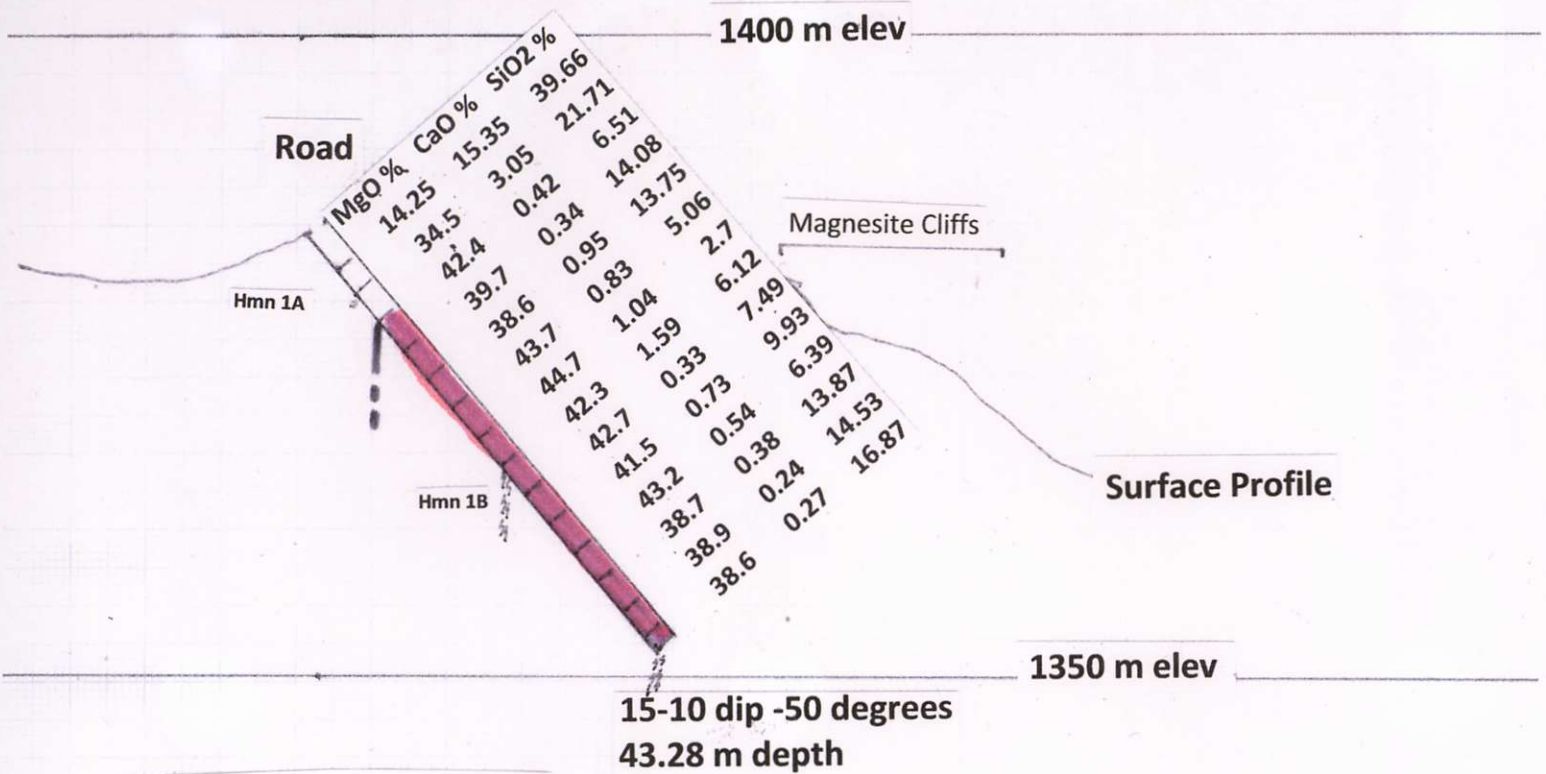 1400 m elev
Road
MgO % CaO % SiO2 %
14.25 15.35 39.66
34.5 3.05 21.71
42.4 0.42 6.51
39.7 0.34 14.08
38.6 0.95 13.75
43.7 0.83 5.06
44.7 1.04 2.7
42.3 1.59 6.12
42.7 0.33 7.49
41.5 0.73 9.93
43.2 0.54 6.39
38.7 0.38 13.87
38.9 0.24 14.53
38.6 0.27 16.87
Magnesite Cliffs
Hmn 1A
Hmn 1B
Surface Profile
1350 m elev
15-10 dip -50 degrees
43.28 m depth